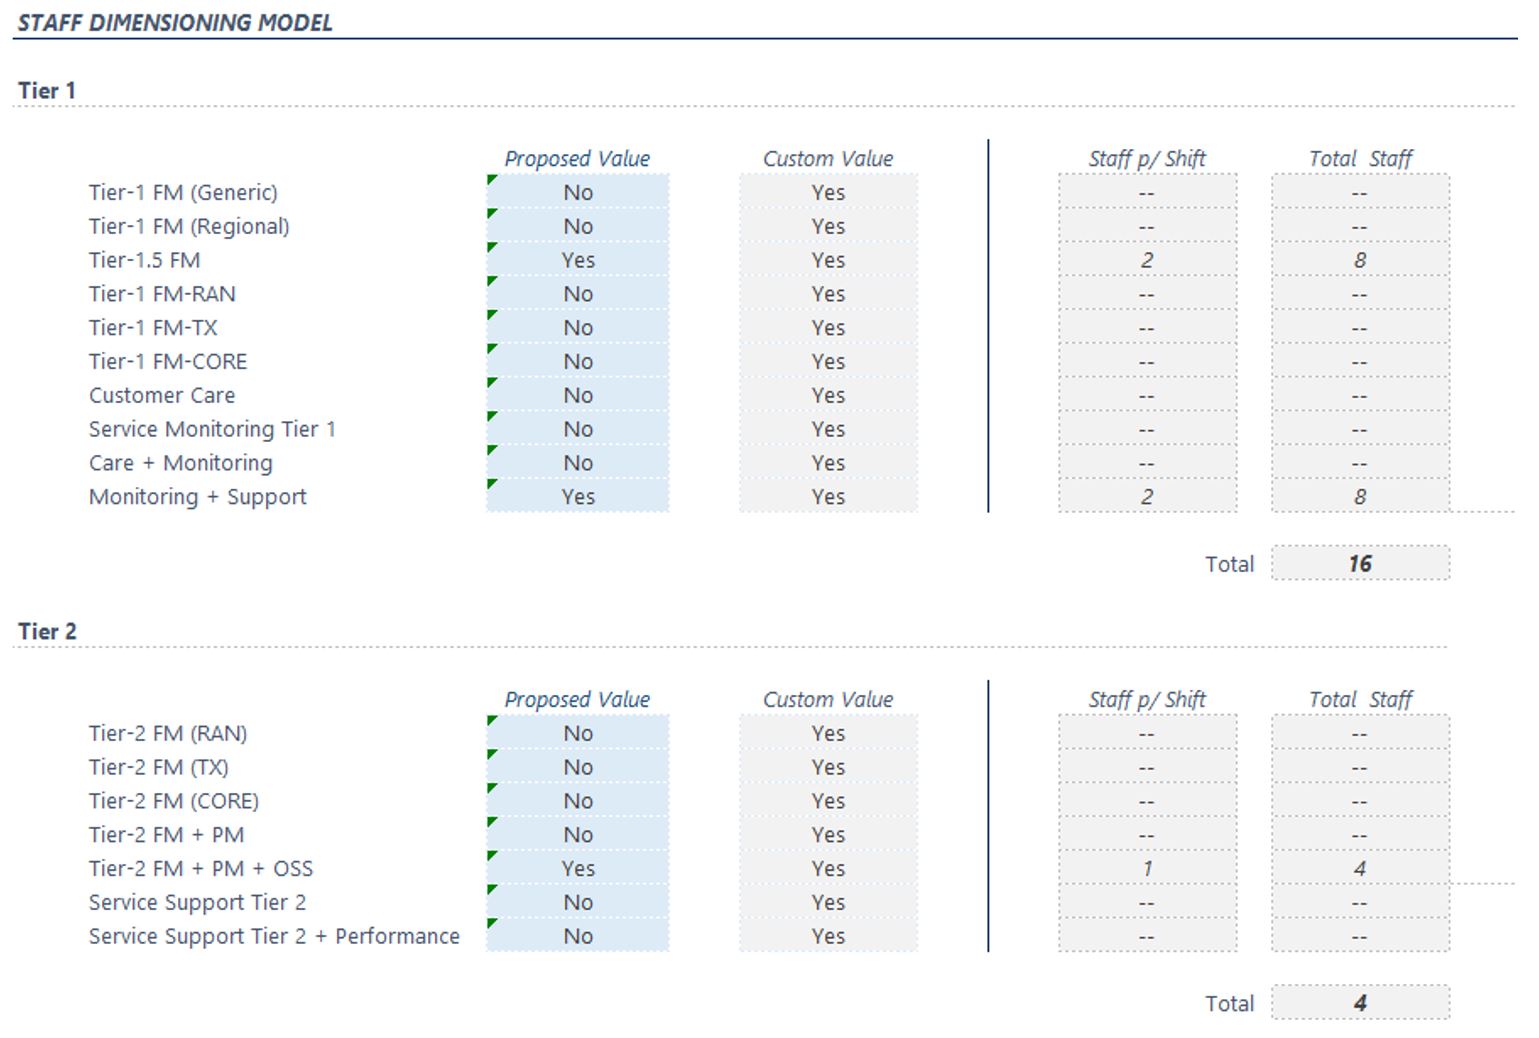 STAFF DIMENSIONING MODEL
Tier 1
Proposed Value Custom Value Staff p/ Shift Total Staff
Tier-1 FM (Generic) No Yes -- --
Tier-1 FM (Regional) No Yes -- --
Tier-1.5 FM Yes Yes 2 8
Tier-1 FM-RAN No Yes -- --
Tier-1 FM-TX No Yes -- --
Tier-1 FM-CORE No Yes -- --
Customer Care No Yes -- --
Service Monitoring Tier 1 No Yes -- --
Care + Monitoring No Yes -- --
Monitoring + Support Yes Yes 2 8
Total 16
Tier 2
Proposed Value Custom Value Staff p/ Shift Total Staff
Tier-2 FM (RAN) No Yes -- --
Tier-2 FM (TX) No Yes -- --
Tier-2 FM (CORE) No Yes -- --
Tier-2 FM + PM No Yes -- --
Tier-2 FM + PM + OSS Yes Yes 1 4
Service Support Tier 2 No Yes -- --
Service Support Tier 2 + Performance No Yes -- --
Total 4